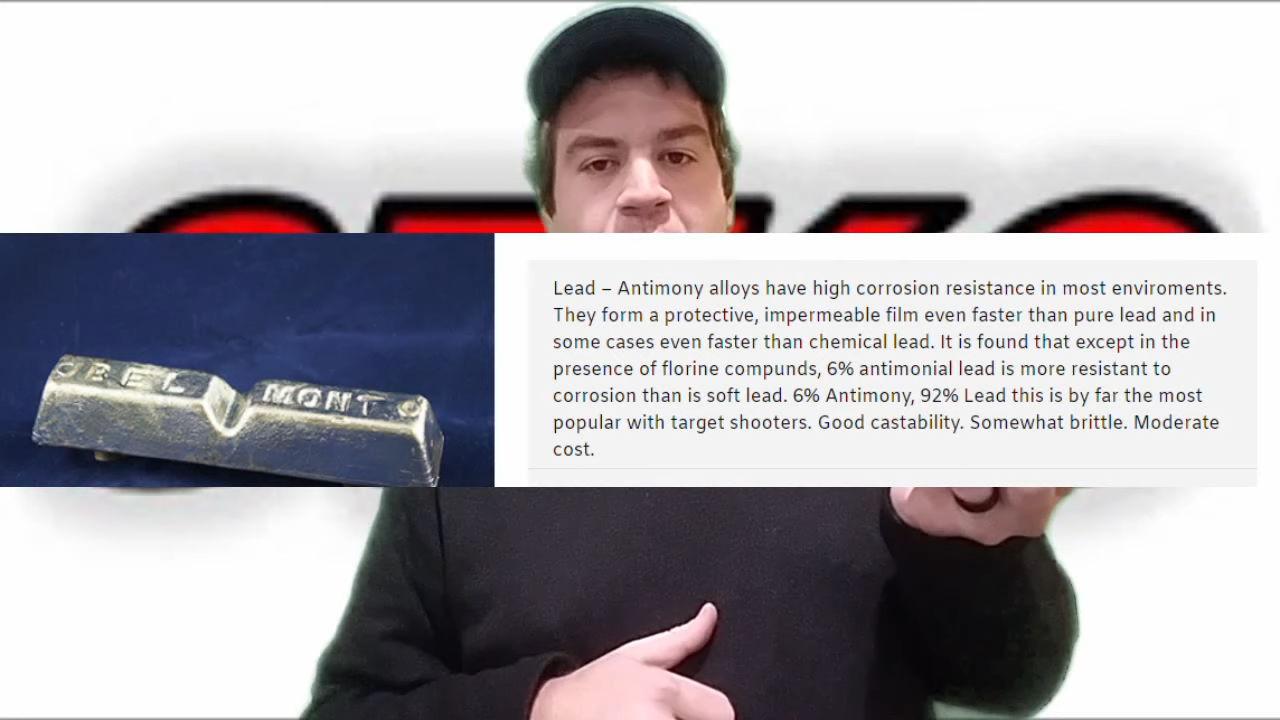 BEL MONT
Lead – Antimony alloys have high corrosion resistance in most enviroments.
They form a protective, impermeable film even faster than pure lead and in
some cases even faster than chemical lead. It is found that except in the
presence of florine compunds, 6% antimonial lead is more resistant to
corrosion than is soft lead. 6% Antimony, 92% Lead this is by far the most
popular with target shooters. Good castability. Somewhat brittle. Moderate
cost.